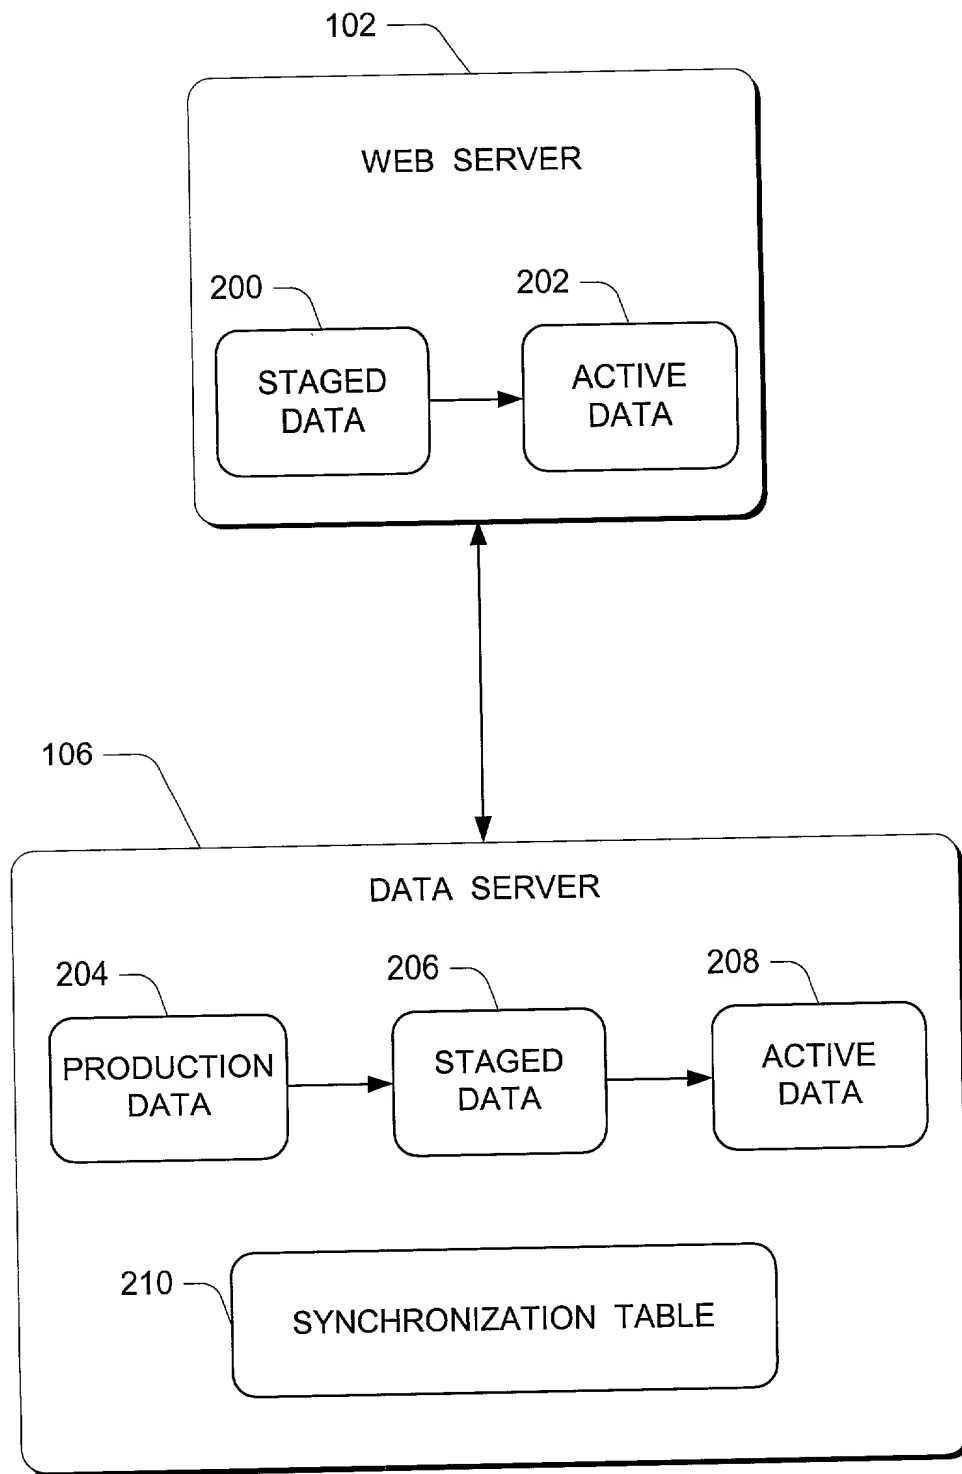 102
WEB SERVER
200
202
STAGED
DATA
ACTIVE
DATA
106
DATA SERVER
204
206
208
PRODUCTION
DATA
STAGED
DATA
ACTIVE
DATA
210
SYNCHRONIZATION TABLE